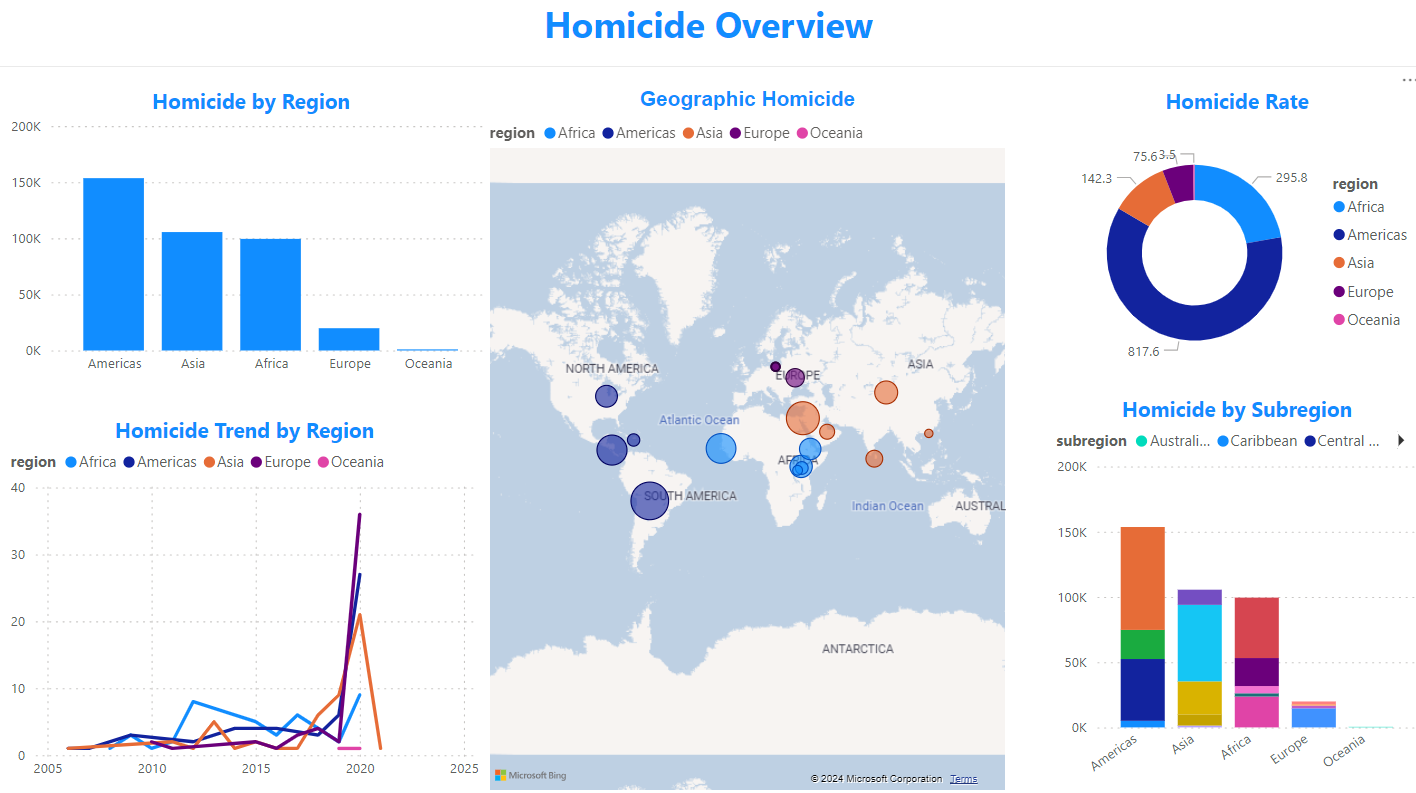 Homicide Overview
Homicide by Region
200K
150K
100K
50K
0K
Americas
Asia
Africa
Europe
Oceania
Homicide Trend by Region
region Africa Americas Asia Europe Oceania
40
30
20
10
0
2005
2010
2015
2020
2025
Geographic Homicide
region Africa Americas Asia Europe Oceania
NORTH AMERICA
EUROPE
ASIA
Atlantic Ocean
AFRICA
SOUTH AMERICA
Indian Ocean
AUSTRAL
ANTARCTICA
Microsoft Bing
© 2024 Microsoft Corporation Terms
Homicide Rate
75.6
3.5
142.3
295.8
817.6
region
Africa
Americas
Asia
Europe
Oceania
Homicide by Subregion
subregion Australi... Caribbean Central ...
200K
150K
100K
50K
0K
Americas
Asia
Africa
Europe
Oceania